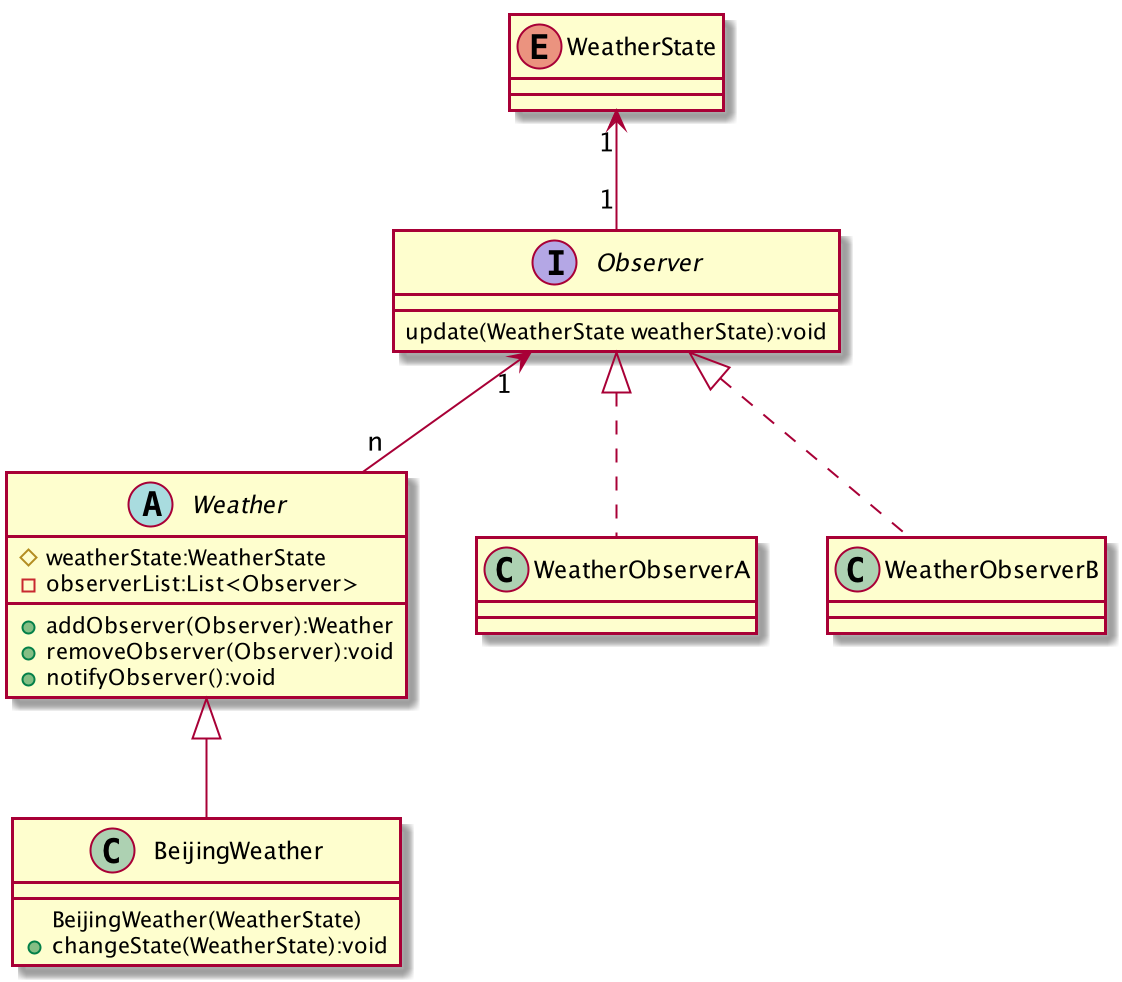 E WeatherState
1
1
I Observer
update(WeatherState weatherState):void
1
n
A Weather
weatherState:WeatherState
observerList:List<Observer>
addObserver(Observer):Weather
removeObserver(Observer):void
notifyObserver():void
C WeatherObserverA
C WeatherObserverB
C BeijingWeather
BeijingWeather(WeatherState)
changeState(WeatherState):void